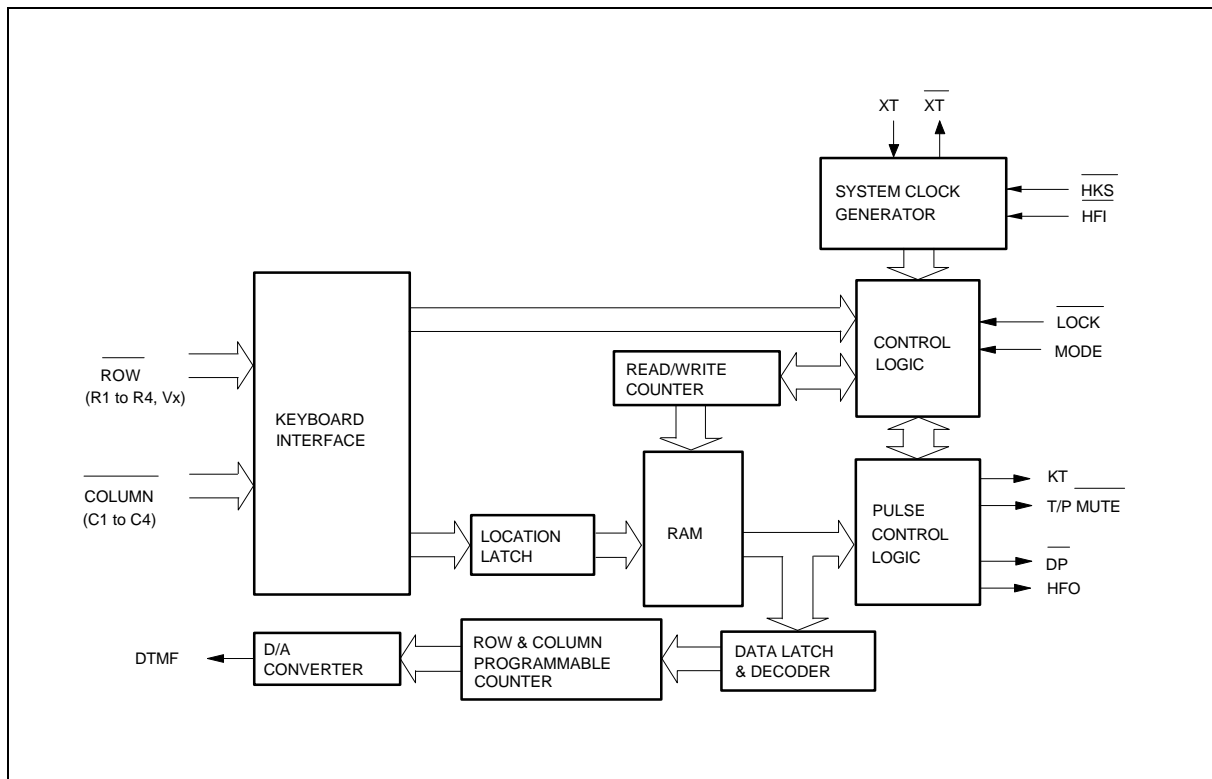 XT
XT
SYSTEM CLOCK
GENERATOR
HKS
HFI
KEYBOARD
INTERFACE
ROW
(R1 to R4, Vx)
COLUMN
(C1 to C4)
CONTROL
LOGIC
LOCK
MODE
READ/WRITE
COUNTER
LOCATION
LATCH
RAM
PULSE
CONTROL
LOGIC
KT
T/P MUTE
DP
HFO
DTMF
D/A
CONVERTER
ROW & COLUMN
PROGRAMMABLE
COUNTER
DATA LATCH
& DECODER